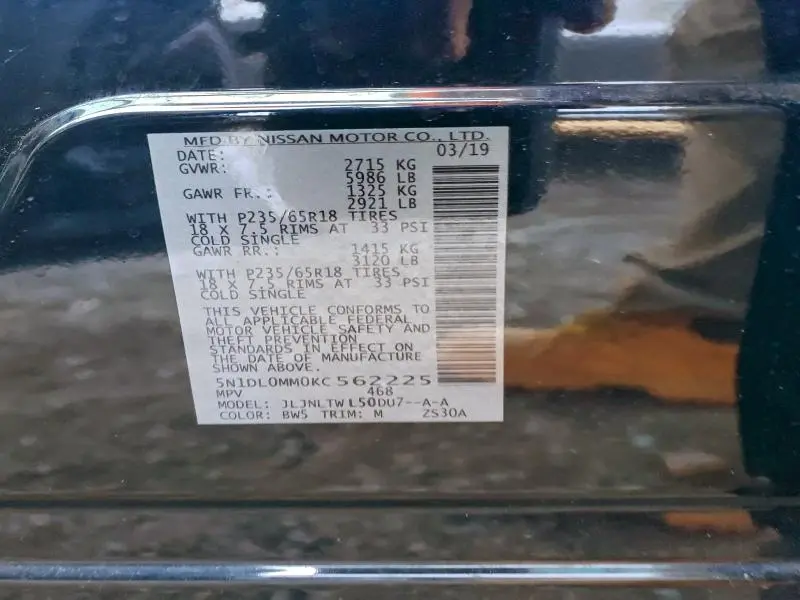 MFD BY NISSAN MOTOR CO., LTD.
DATE: 03/19
GVWR: 2715 KG
5986 LB
GAWR FR.: 1325 KG
2921 LB
WITH P235/65R18 TIRES
18 X 7.5 RIMS AT 33 PSI
COLD SINGLE
GAWR RR.: 1415 KG
3120 LB
WITH P235/65R18 TIRES
18 X 7.5 RIMS AT 33 PSI
COLD SINGLE
THIS VEHICLE CONFORMS TO
ALL APPLICABLE FEDERAL
MOTOR VEHICLE SAFETY AND
THEFT PREVENTION
STANDARDS IN EFFECT ON
THE DATE OF MANUFACTURE
SHOWN ABOVE.
5N1DL0MM0KC562225
MPV 468
MODEL: JLJNLTWL50DU7--A-A
COLOR: BW5 TRIM: M ZS30A